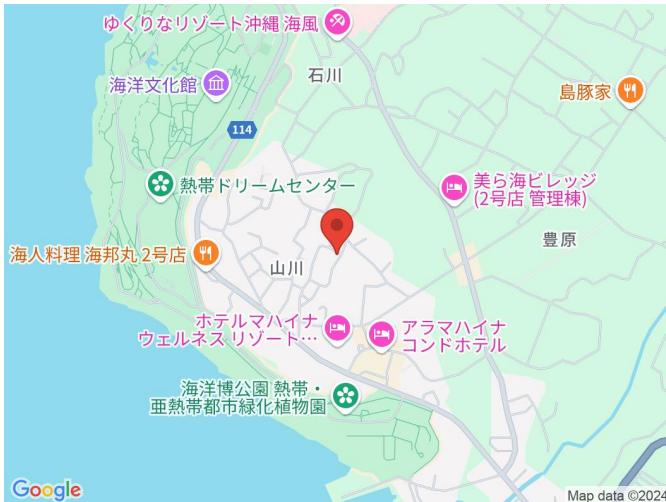 ゆくりなリゾート沖縄 海風
石川
海洋文化館
島豚家
114
熱帯ドリームセンター
美ら海ビレッジ
(2号店 管理棟)
豊原
海人料理 海邦丸 2号店
山川
ホテルマハイナ
ウェルネス リゾート…
アラマハイナ
コンドホテル
海洋博公園 熱帯・
亜熱帯都市緑化植物園
Google
Map data ©2024